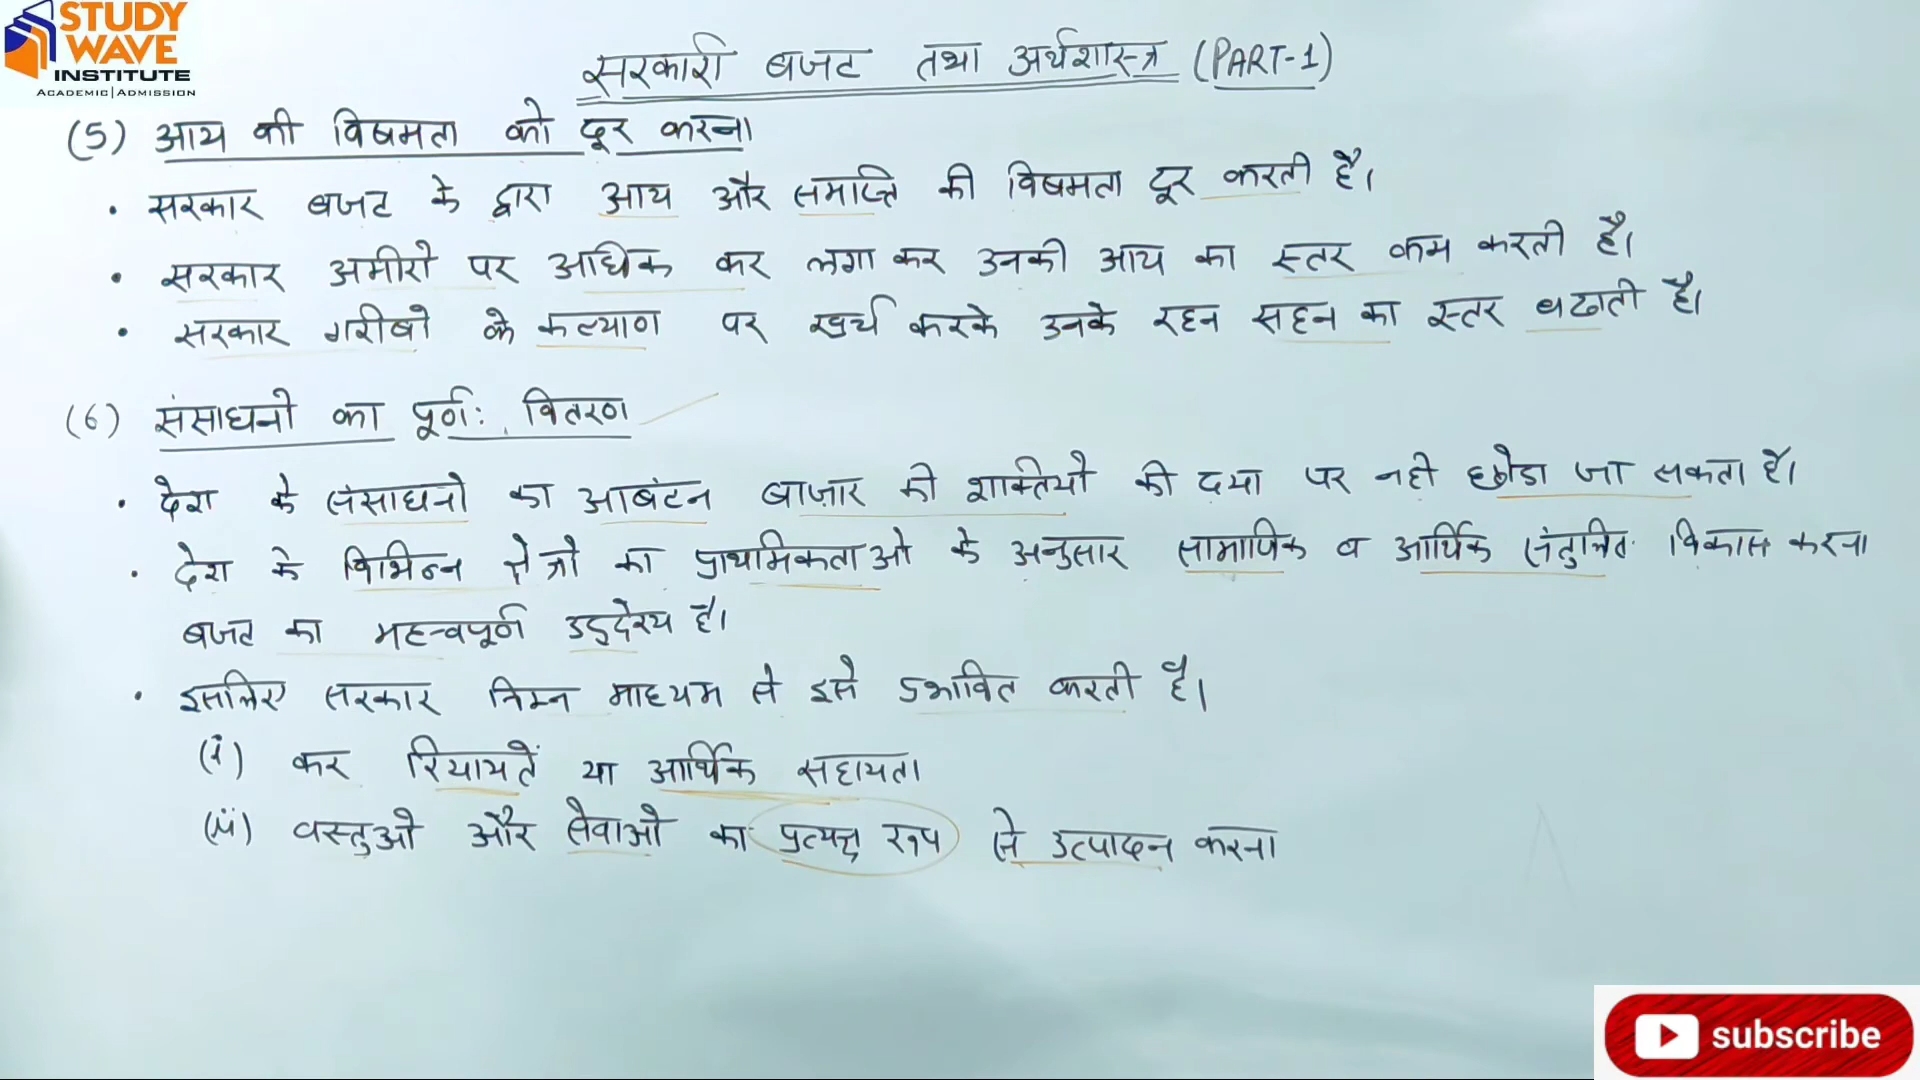 STUDY
WAVE
INSTITUTE
ACADEMIC|ADMISSION
सरकारी बजट तथा अर्थशास्त्र (PART-1)
(5) आय की विषमता को दूर करना
• सरकार बजट के द्वारा आय और समाप्ति की विषमता दूर करती है।
• सरकार अमीरो पर अधिक कर लगा कर उनकी आय का स्तर कम करती है।
• सरकार गरीबो के कल्याण पर खर्च करके उनके रहन सहन का स्तर बढाती है।
(6) संसाधनो का पूर्णः वितरण
• देश के संसाधनो का आबंटन बाज़ार की शक्तियों की दया पर नही छोडा जा सकता है।
• देश के विभिन्न क्षेत्रो का प्राथमिकताओ के अनुसार सामाजिक व आर्थिक संतुलित विकास करना
बजट का महत्वपूर्ण उद्देश्य है।
• इसलिए सरकार निम्न माध्यम से इसे प्रभावित करती है।
(i) कर रियायतें या आर्थिक सहायता
(ii) वस्तुओ और सेवाओ का प्रत्यक्ष रूप से उत्पादन करना
subscribe